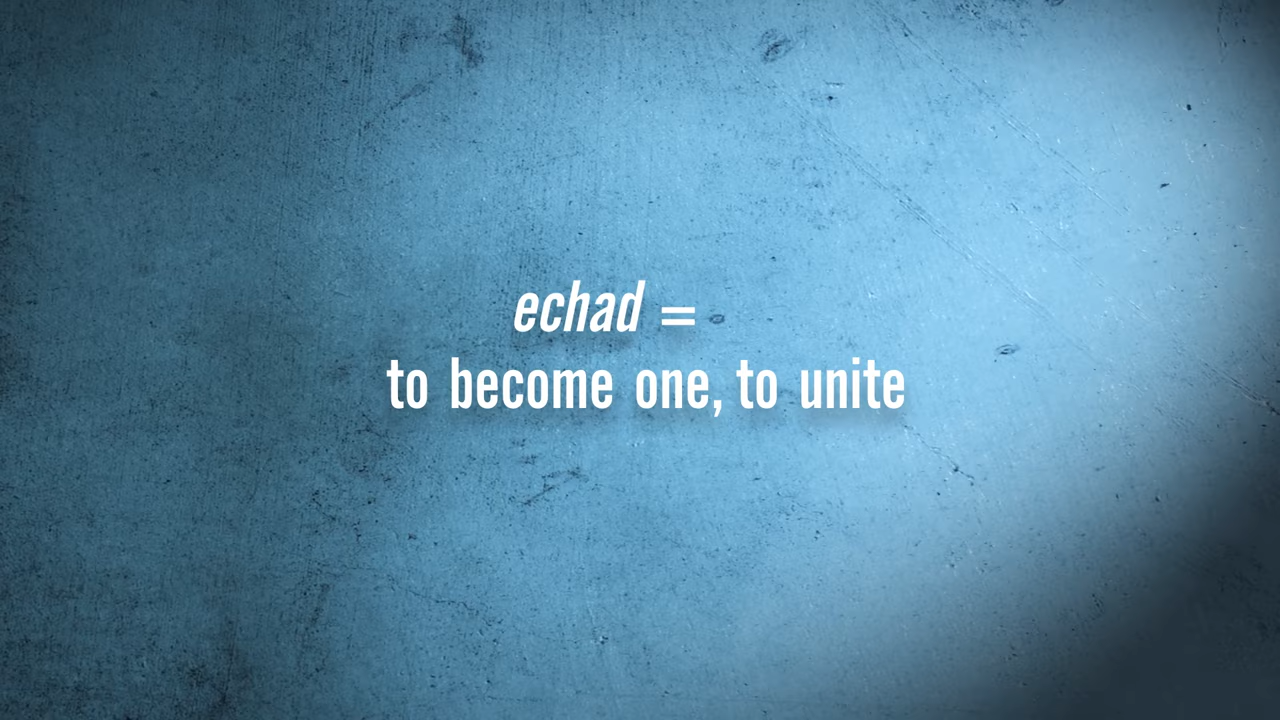 echad =
to become one, to unite